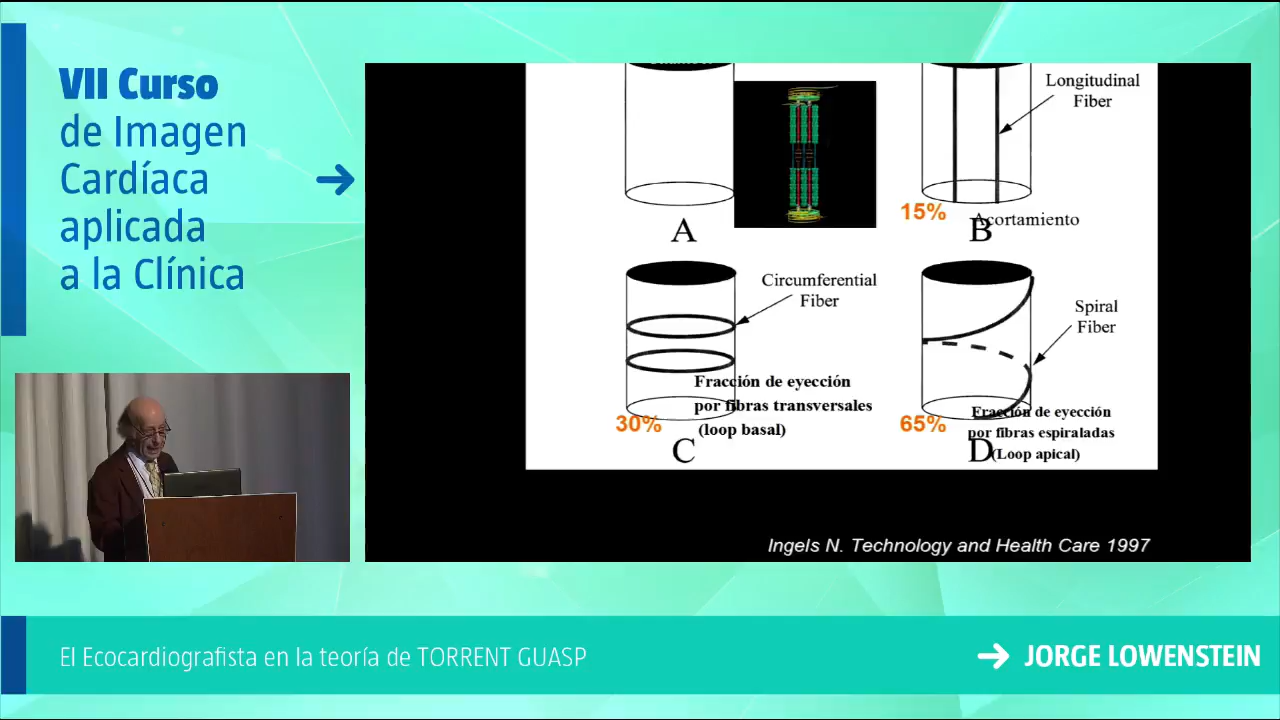 VII Curso
de Imagen
Cardíaca
aplicada
a la Clínica
A
Longitudinal
Fiber
15%
Acortamiento
B
Circumferential
Fiber
Fracción de eyección
por fibras transversales
(loop basal)
30%
C
Spiral
Fiber
Fracción de eyección
por fibras espiraladas
(Loop apical)
65%
D
Ingels N. Technology and Health Care 1997
El Ecocardiografista en la teoría de TORRENT GUASP
JORGE LOWENSTEIN